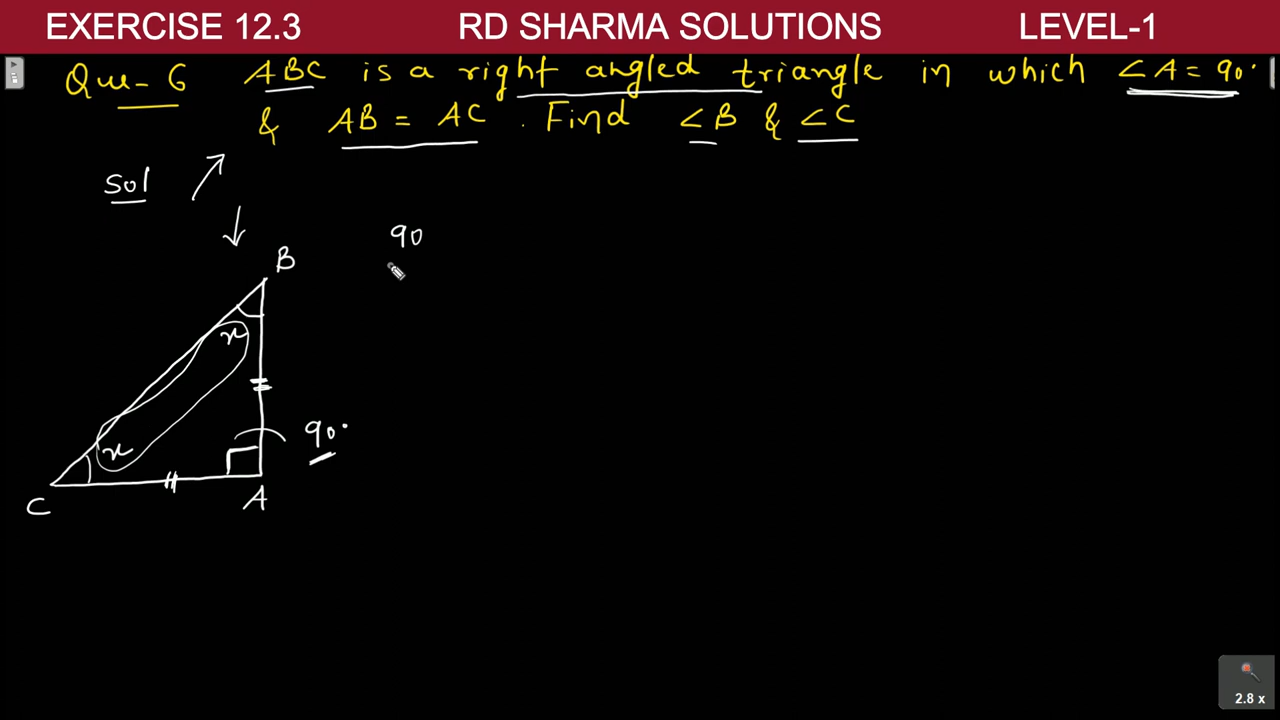 EXERCISE 12.3 RD SHARMA SOLUTIONS LEVEL-1
Que-6 ABC is a right angled triangle in which ∠A = 90°
& AB = AC . Find ∠B & ∠C
Sol
90
B
x
90°
x
C A
2.8 x